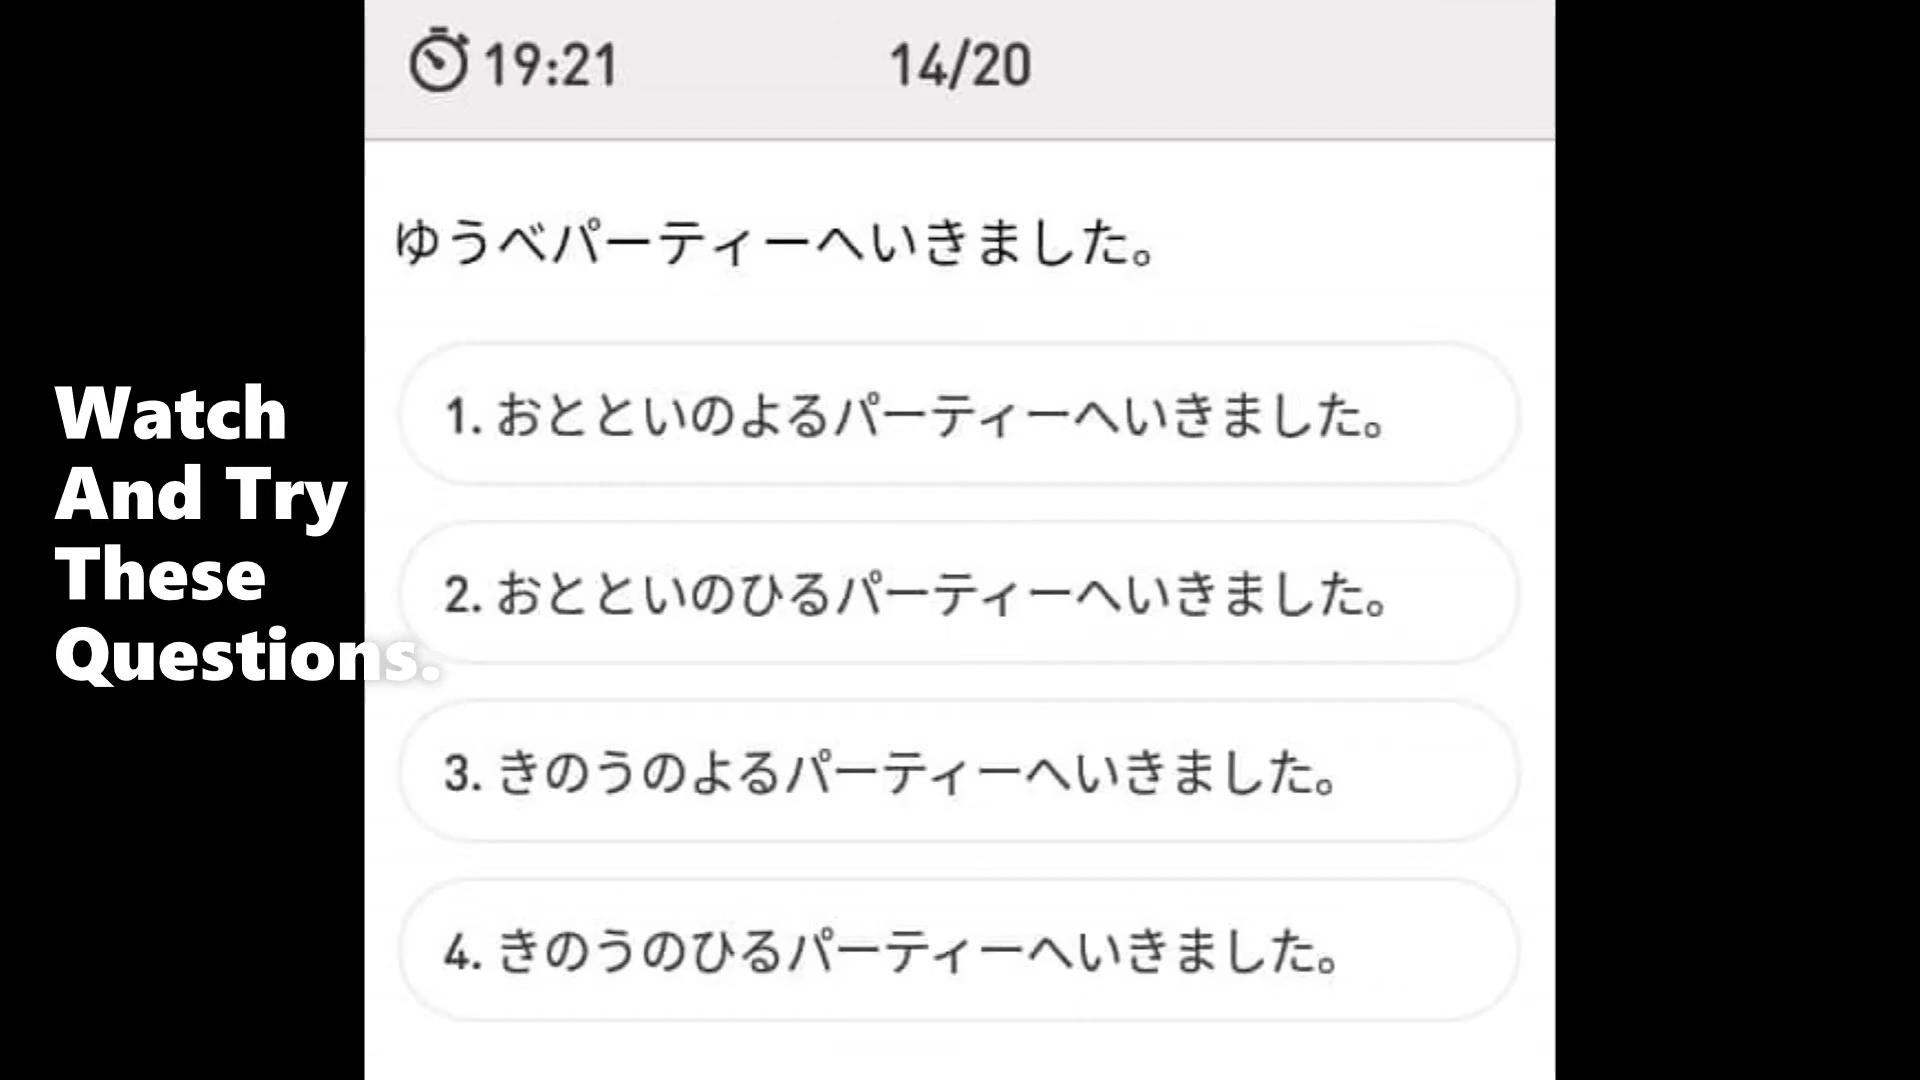 19:21
14/20
ゆうべパーティーへいきました。
Watch
And Try
These
Questions.
1. おとといのよるパーティーへいきました。
2. おとといのひるパーティーへいきました。
3. きのうのよるパーティーへいきました。
4. きのうのひるパーティーへいきました。